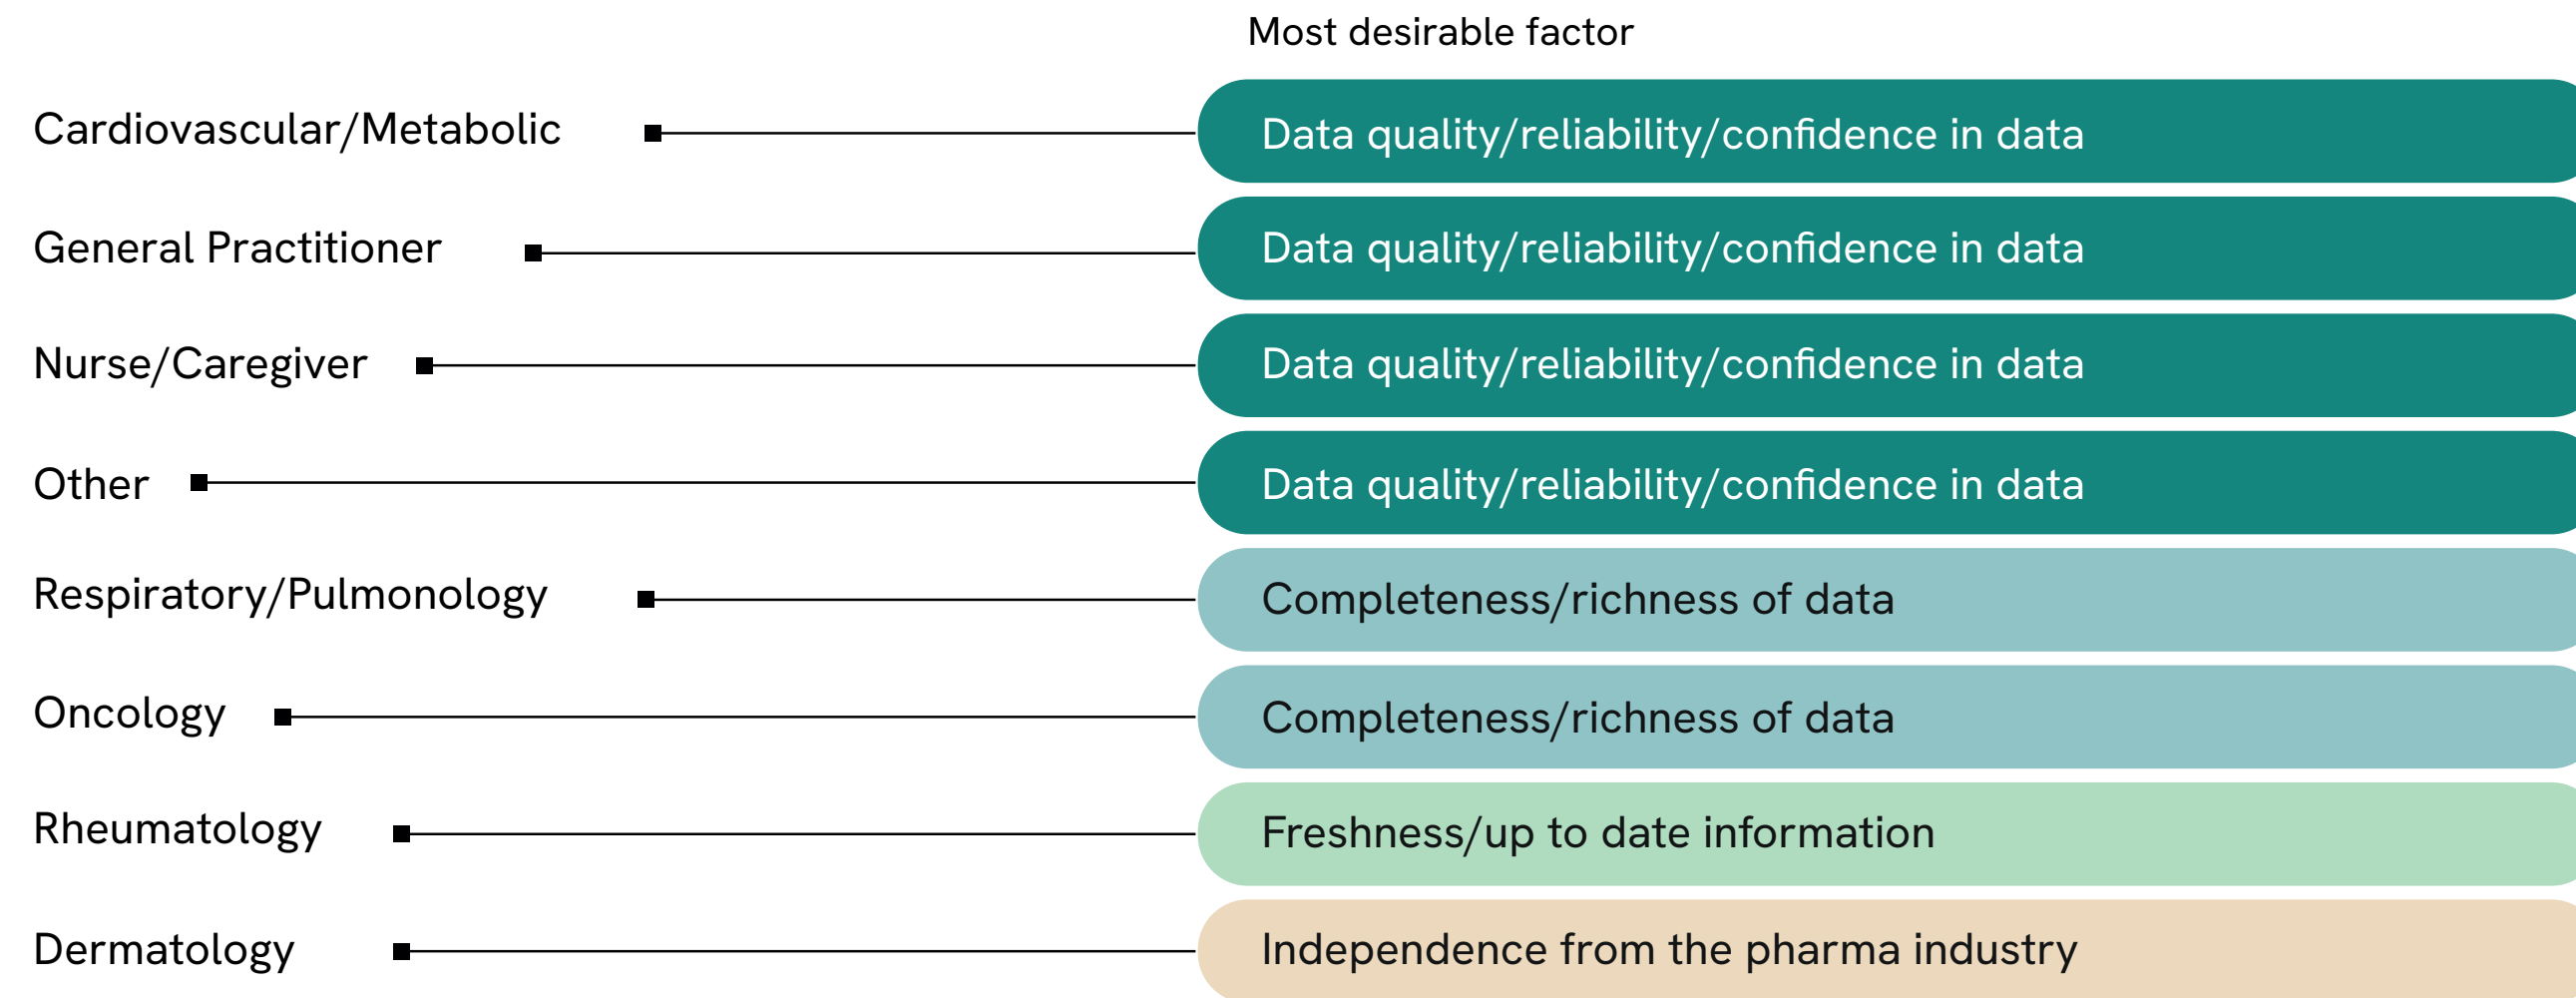 Most desirable factor
Cardiovascular/Metabolic
Data quality/reliability/confidence in data
General Practitioner
Data quality/reliability/confidence in data
Nurse/Caregiver
Data quality/reliability/confidence in data
Other
Data quality/reliability/confidence in data
Respiratory/Pulmonology
Completeness/richness of data
Oncology
Completeness/richness of data
Rheumatology
Freshness/up to date information
Dermatology
Independence from the pharma industry